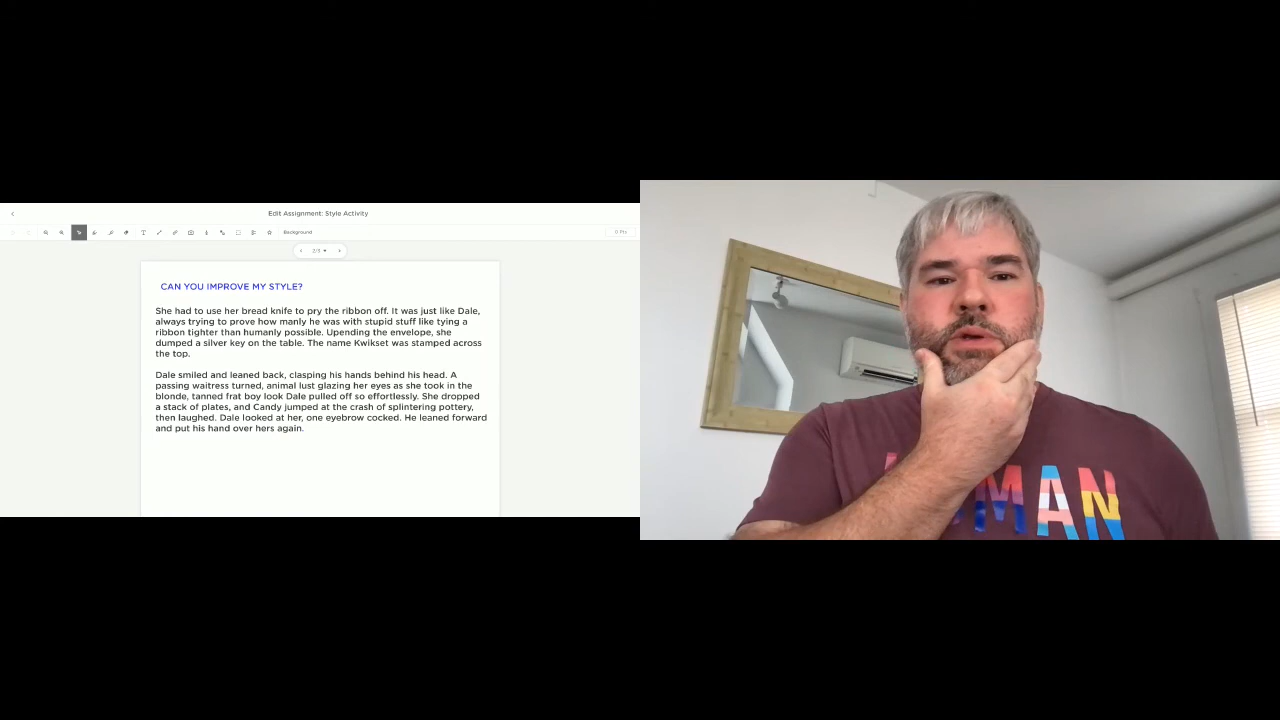 Edit Assignment: Style Activity
Background
0 Pts
2/3
CAN YOU IMPROVE MY STYLE?
She had to use her bread knife to pry the ribbon off. It was just like Dale,
always trying to prove how manly he was with stupid stuff like tying a
ribbon tighter than humanly possible. Upending the envelope, she
dumped a silver key on the table. The name Kwikset was stamped across
the top.
Dale smiled and leaned back, clasping his hands behind his head. A
passing waitress turned, animal lust glazing her eyes as she took in the
blonde, tanned frat boy look Dale pulled off so effortlessly. She dropped
a stack of plates, and Candy jumped at the crash of splintering pottery,
then laughed. Dale looked at her, one eyebrow cocked. He leaned forward
and put his hand over hers again.
MAN